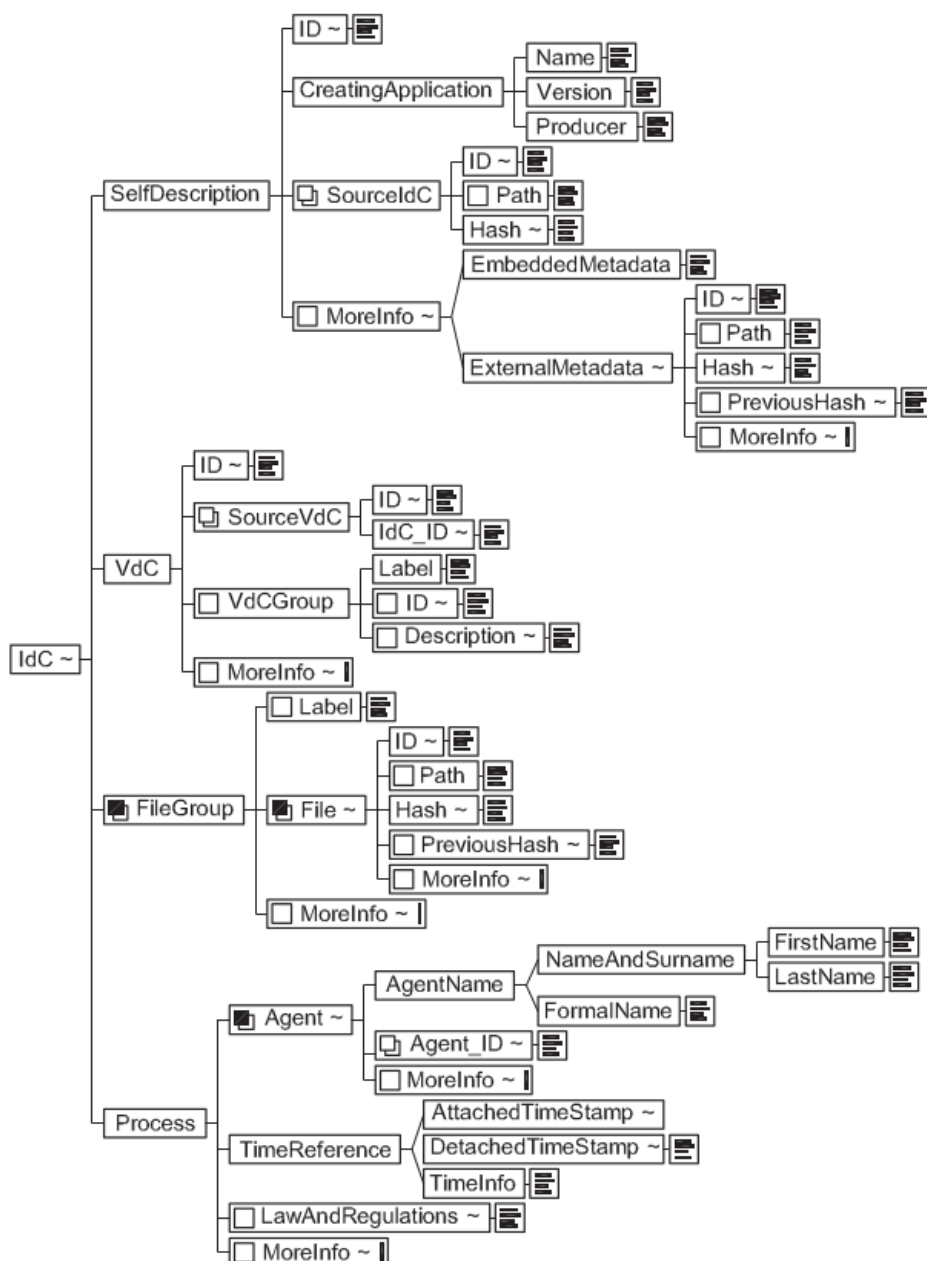 ID ~
Name
CreatingApplication
Version
Producer
ID ~
SelfDescription
SourceIdC
Path
Hash ~
EmbeddedMetadata
ID ~
MoreInfo ~
Path
ExternalMetadata ~
Hash ~
PreviousHash ~
MoreInfo ~
ID ~
SourceVdC
ID ~
IdC_ID ~
VdC
Label
VdCGroup
ID ~
Description ~
IdC ~
MoreInfo ~
Label
ID ~
Path
FileGroup
File ~
Hash ~
PreviousHash ~
MoreInfo ~
MoreInfo ~
FirstName
NameAndSurname
LastName
AgentName
FormalName
Agent ~
Agent_ID ~
MoreInfo ~
Process
AttachedTimeStamp ~
TimeReference
DetachedTimeStamp ~
TimeInfo
LawAndRegulations ~
MoreInfo ~